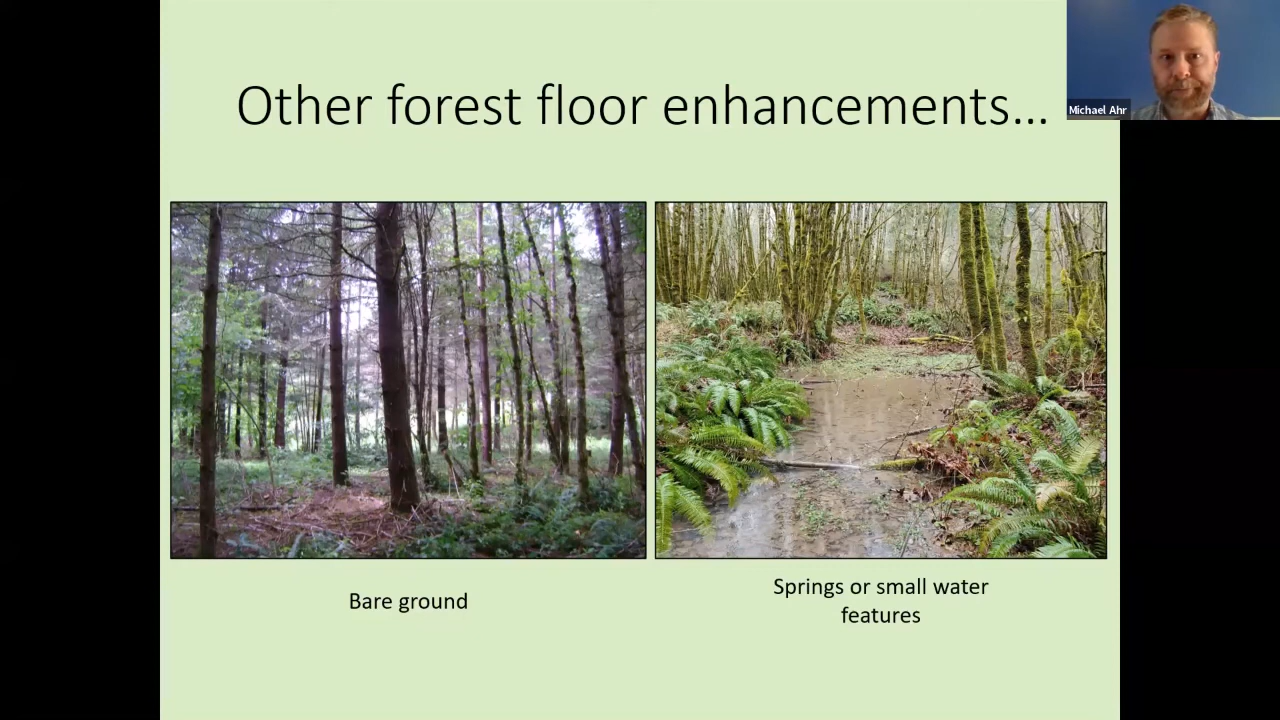 Other forest floor enhancements...
Michael Ahr
Bare ground
Springs or small water
features